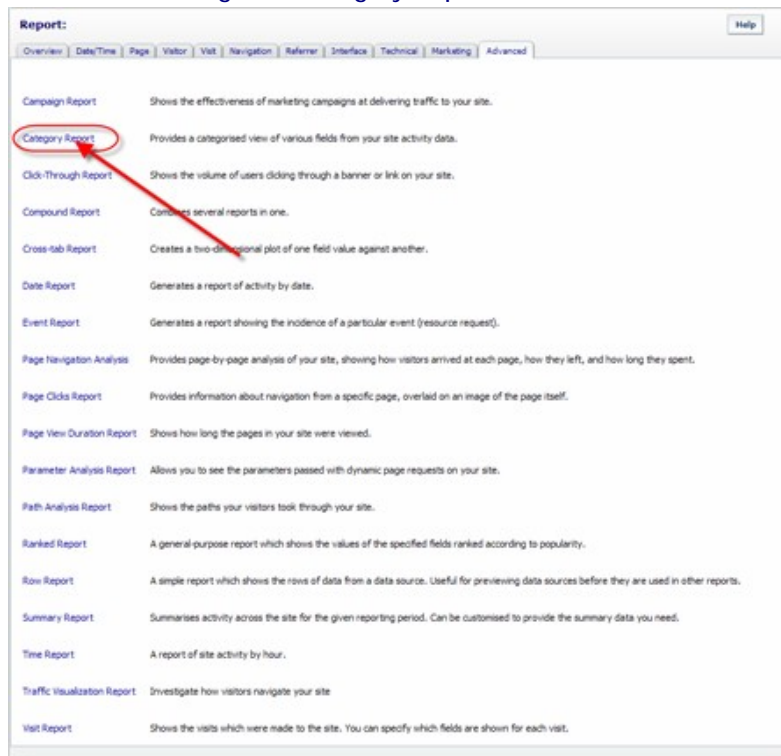 Report:
Help
Overview | Date/Time | Page | Visitor | Visit | Navigation | Referrer | Interface | Technical | Marketing | Advanced
Campaign Report Shows the effectiveness of marketing campaigns at delivering traffic to your site.
Category Report Provides a categorised view of various fields from your site activity data.
Click-Through Report Shows the volume of users clicking through a banner or link on your site.
Compound Report Combines several reports in one.
Cross-tab Report Creates a two-dimensional plot of one field value against another.
Date Report Generates a report of activity by date.
Event Report Generates a report showing the incidence of a particular event (resource request).
Page Navigation Analysis Provides page-by-page analysis of your site, showing how visitors arrived at each page, how they left, and how long they spent.
Page Clicks Report Provides information about navigation from a specific page, overlaid on an image of the page itself.
Page View Duration Report Shows how long the pages in your site were viewed.
Parameter Analysis Report Allows you to see the parameters passed with dynamic page requests on your site.
Path Analysis Report Shows the paths your visitors took through your site.
Ranked Report A general-purpose report which shows the values of the specified fields ranked according to popularity.
Row Report A simple report which shows the rows of data from a data source. Useful for previewing data sources before they are used in other reports.
Summary Report Summarises activity across the site for the given reporting period. Can be customised to provide the summary data you need.
Time Report A report of site activity by hour.
Traffic Visualization Report Investigate how visitors navigate your site
Visit Report Shows the visits which were made to the site. You can specify which fields are shown for each visit.